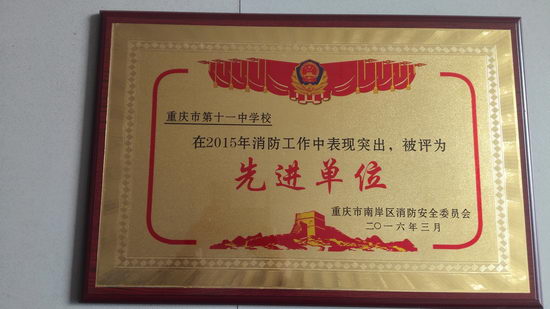 重庆市第十一中学校
在2015年消防工作中表现突出，被评为
先进单位
重庆市南岸区消防安全委员会
二〇一六年三月